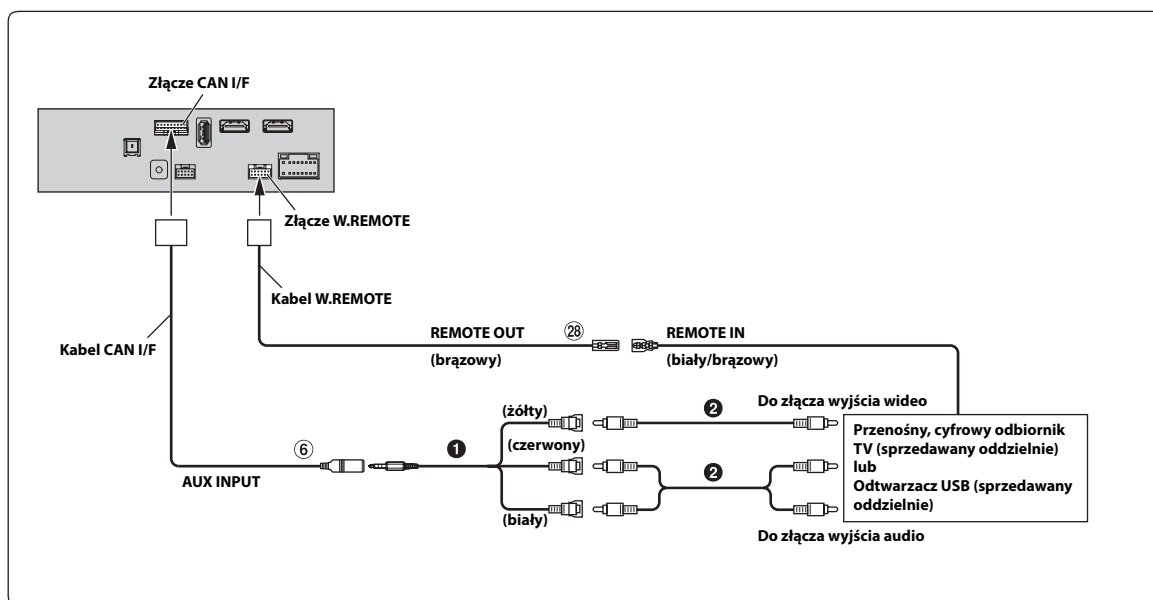 Złącze CAN I/F
Złącze W.REMOTE
Kabel W.REMOTE
Kabel CAN I/F
REMOTE OUT
(brązowy)
㉘
REMOTE IN
(biały/brązowy)
(żółty)
❷
Do złącza wyjścia wideo
(czerwony)
⑥
❶
AUX INPUT
❷
(biały)
Przenośny, cyfrowy odbiornik
TV (sprzedawany oddzielnie)
lub
Odtwarzacz USB (sprzedawany
oddzielnie)
Do złącza wyjścia audio